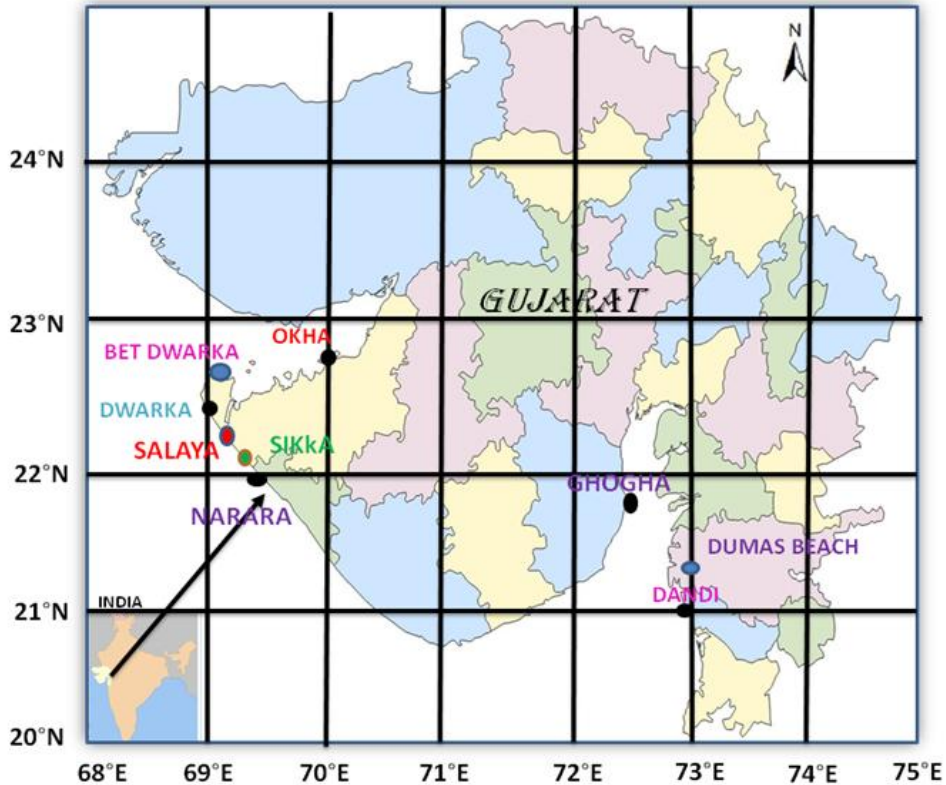 N
24°N
GUJARAT
23°N
OKHA
BET DWARKA
DWARKA
SALAYA
SIKkA
22°N
GHOGHA
NARARA
DUMAS BEACH
DANDI
INDIA
21°N
20°N
68°E 69°E 70°E 71°E 72°E 73°E 74°E 75°E